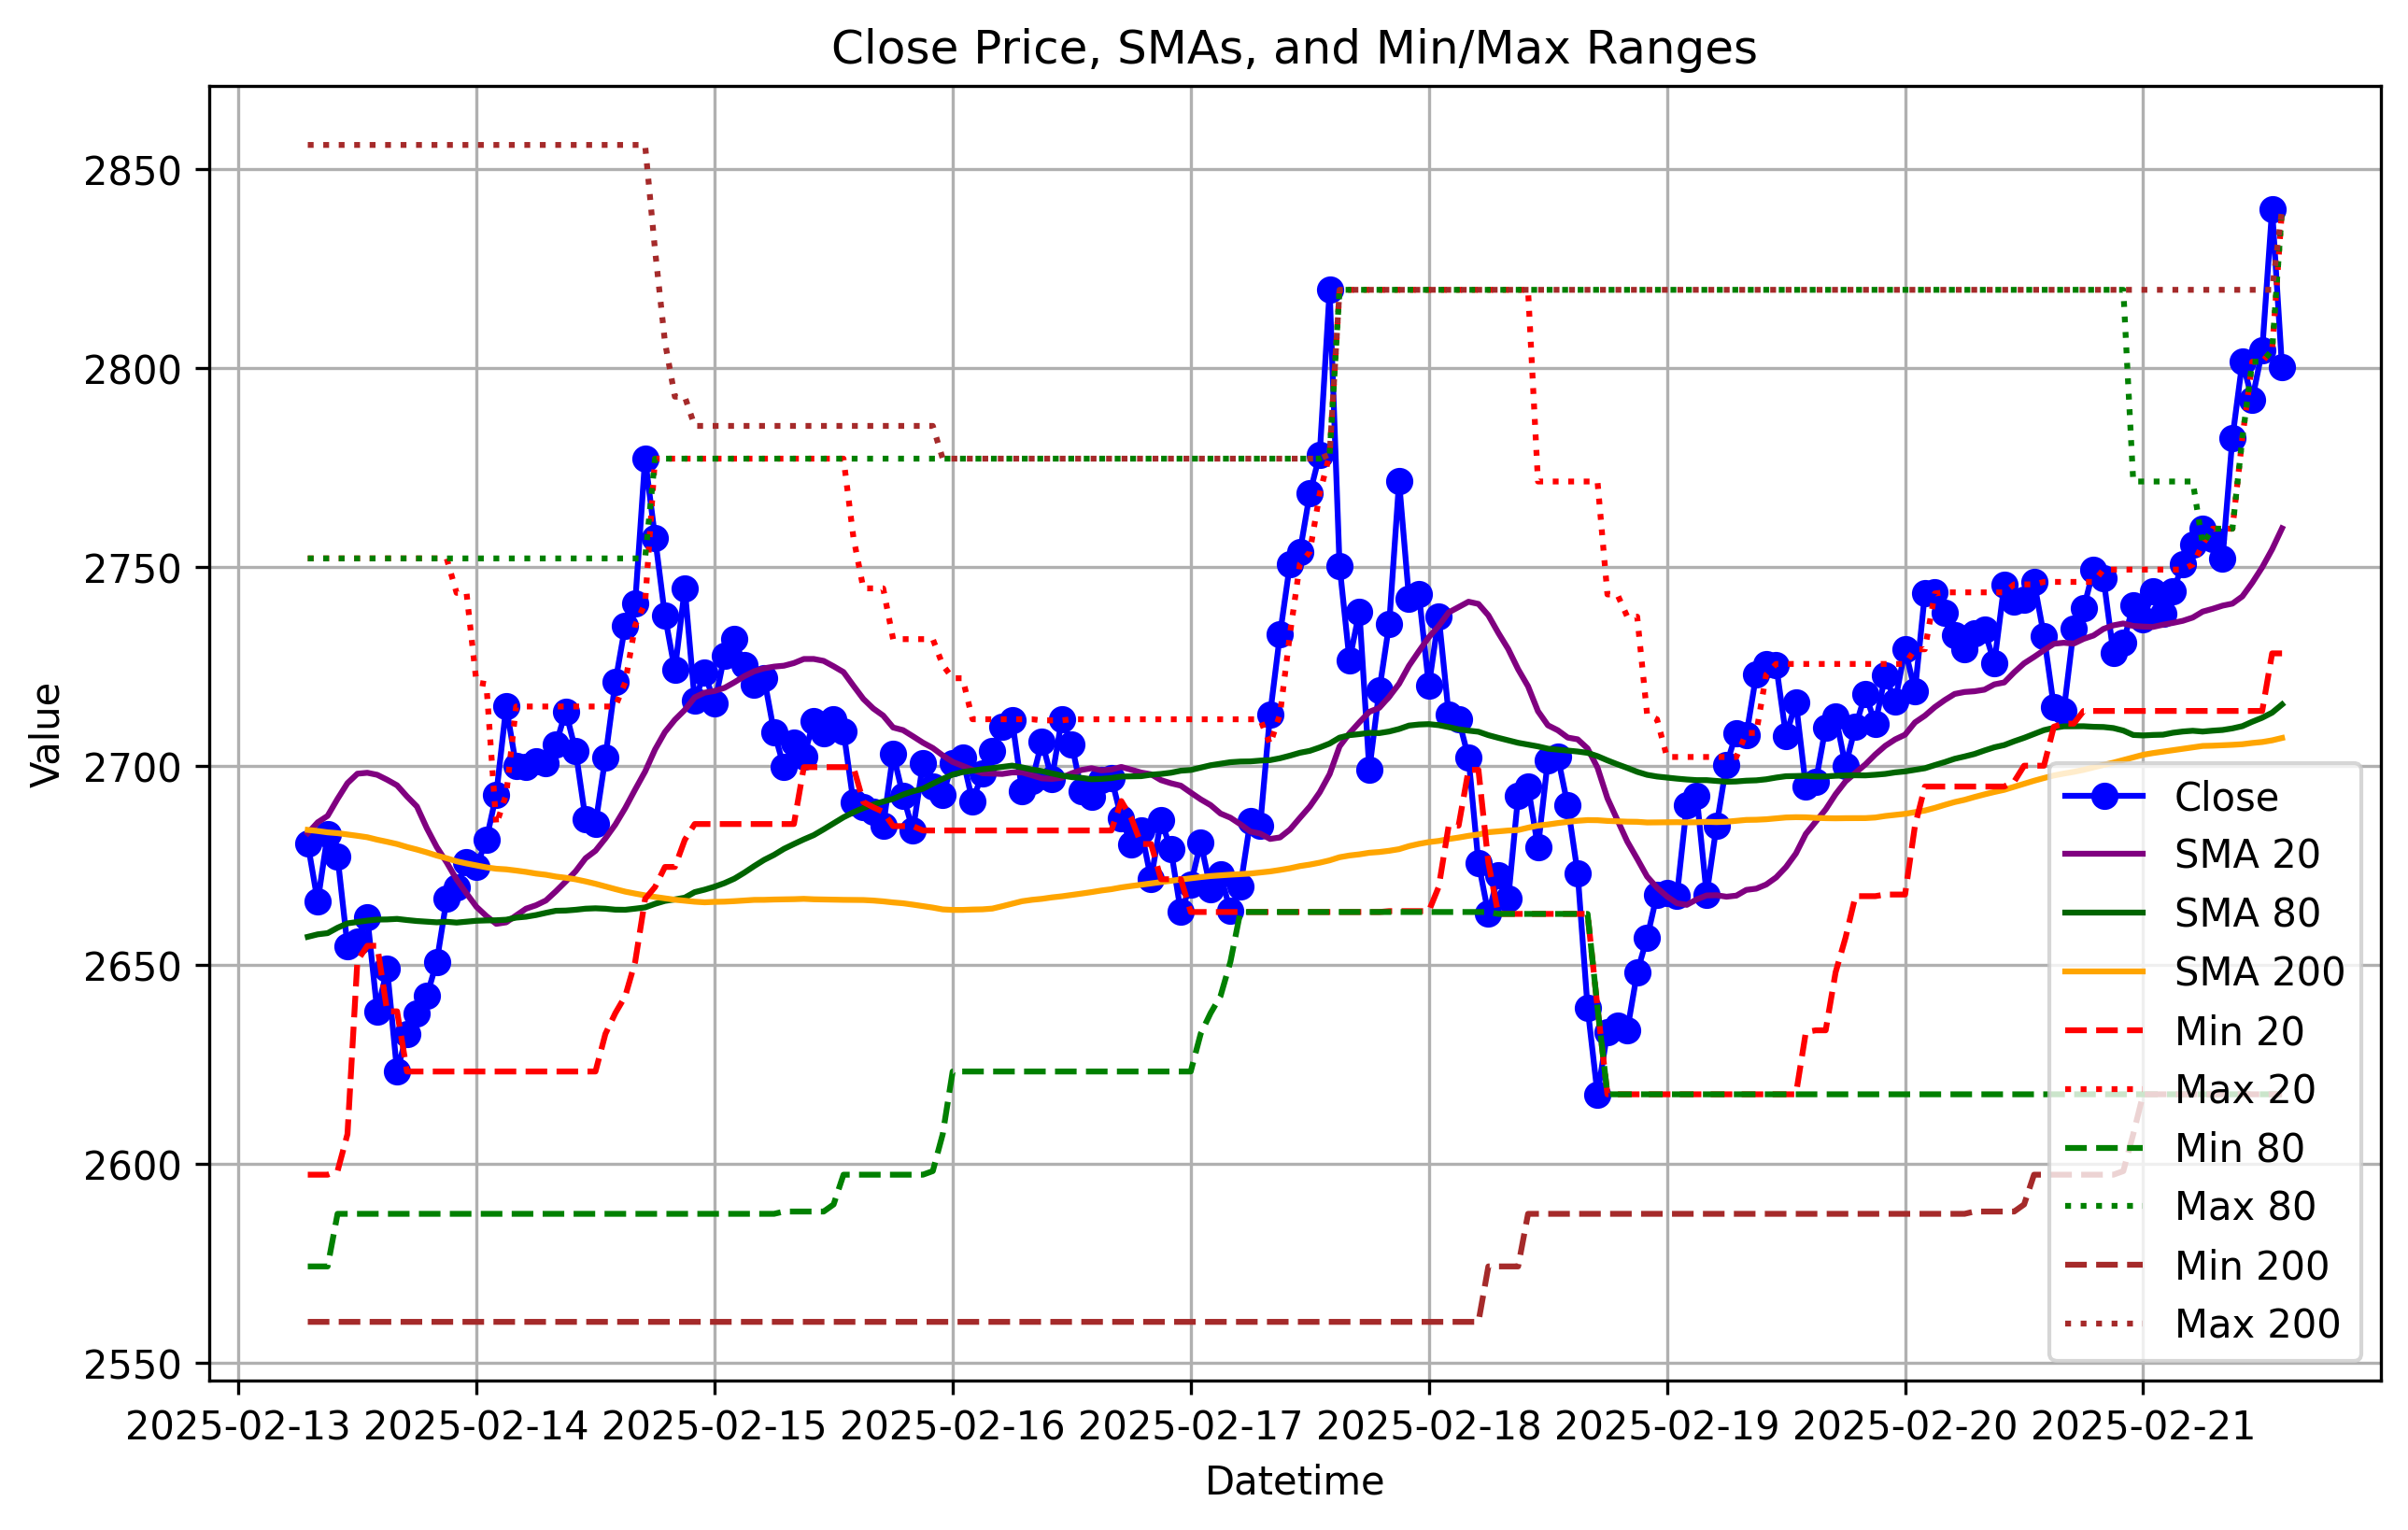 Close Price, SMAs, and Min/Max Ranges
Value
2850
2800
2750
2700
2650
2600
2550
2025-02-13 2025-02-14 2025-02-15 2025-02-16 2025-02-17 2025-02-18 2025-02-19 2025-02-20 2025-02-21
Datetime
Close
SMA 20
SMA 80
SMA 200
Min 20
Max 20
Min 80
Max 80
Min 200
Max 200